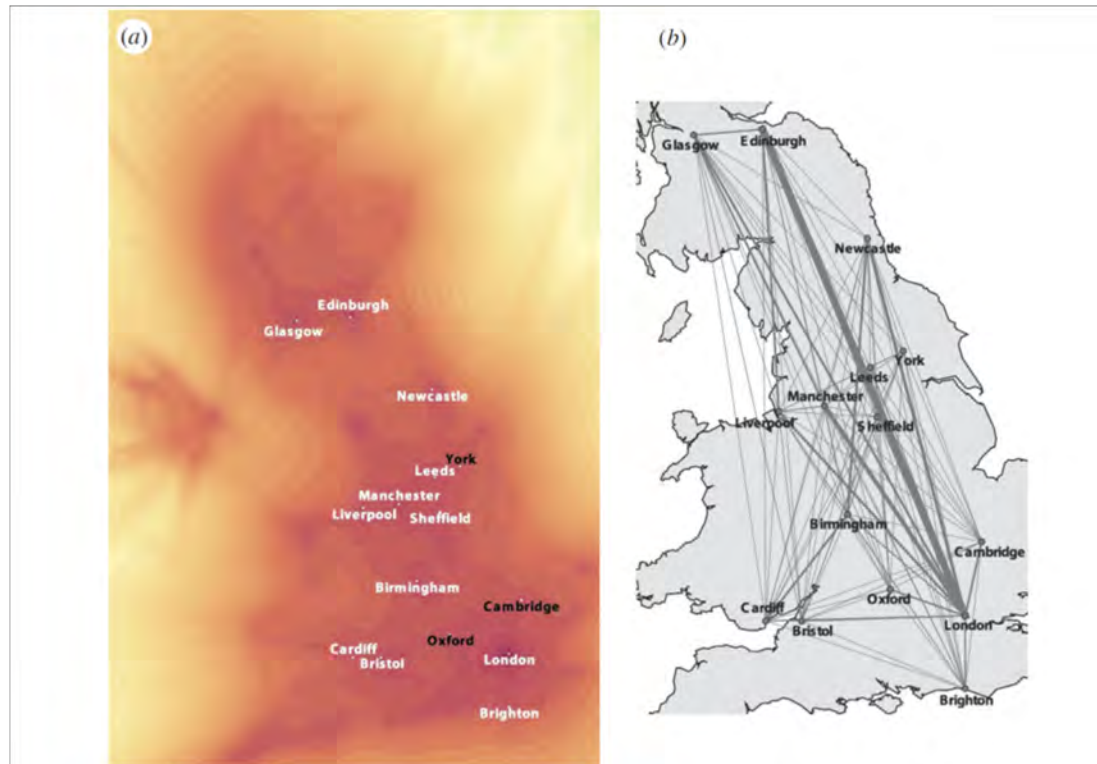 (a)
Edinburgh
Glasgow
Newcastle
York
Leeds
Manchester
Liverpool
Sheffield
Birmingham
Cambridge
Oxford
Cardiff
Bristol
London
Brighton
(b)
Glasgow
Edinburgh
Newcastle
York
Leeds
Manchester
Liverpool
Sheffield
Birmingham
Cambridge
Oxford
Cardiff
Bristol
London
Brighton